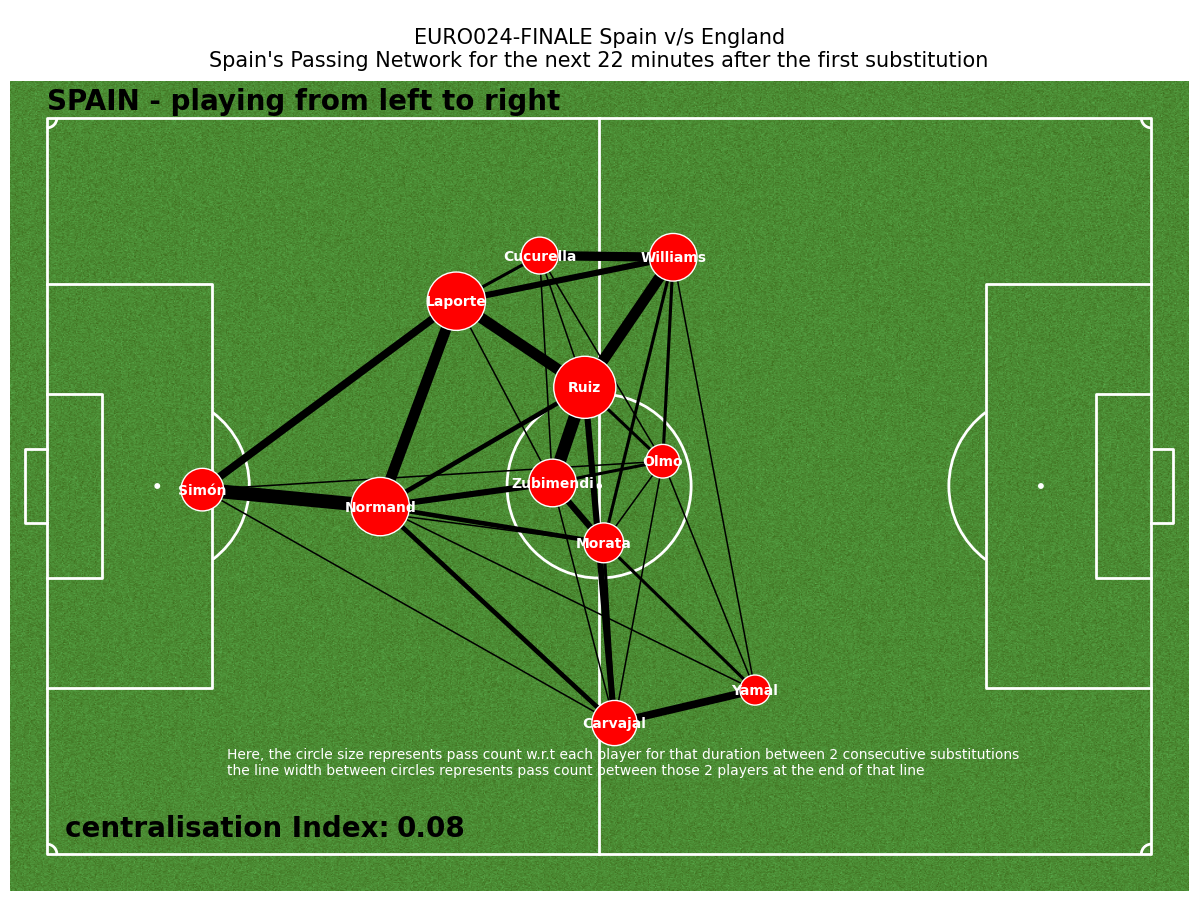 EURO024-FINALE Spain v/s England
Spain's Passing Network for the next 22 minutes after the first substitution
SPAIN - playing from left to right
Cucurella
Williams
Laporte
Ruiz
Olmo
Zubimendi
Simón
Normand
Morata
Yamal
Carvajal
Here, the circle size represents pass count w.r.t each player for that duration between 2 consecutive substitutions
the line width between circles represents pass count between those 2 players at the end of that line
centralisation Index: 0.08